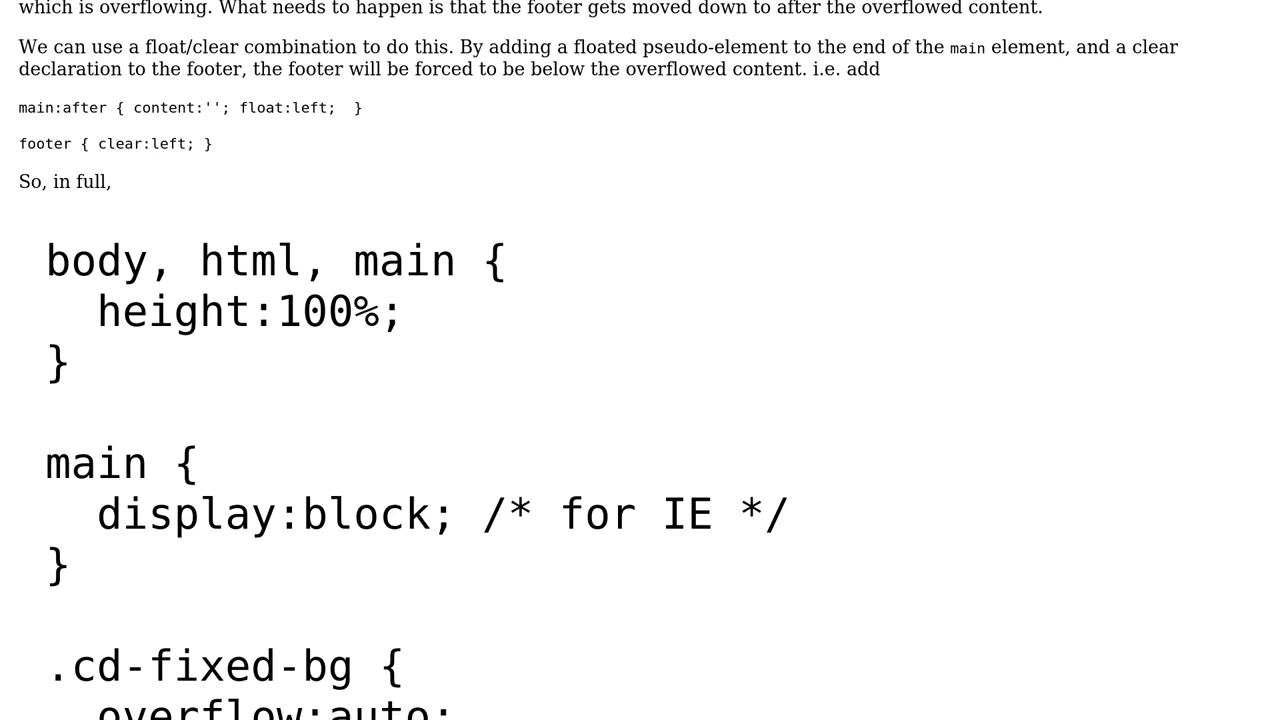 which is overflowing. What needs to happen is that the footer gets moved down to after the overflowed content.
We can use a float/clear combination to do this. By adding a floated pseudo-element to the end of the main element, and a clear
declaration to the footer, the footer will be forced to be below the overflowed content. i.e. add
main:after { content:''; float:left;  }
footer { clear:left; }
So, in full,
body, html, main {
  height:100%;
}
main {
  display:block; /* for IE */
}
.cd-fixed-bg {
  overflow:auto;